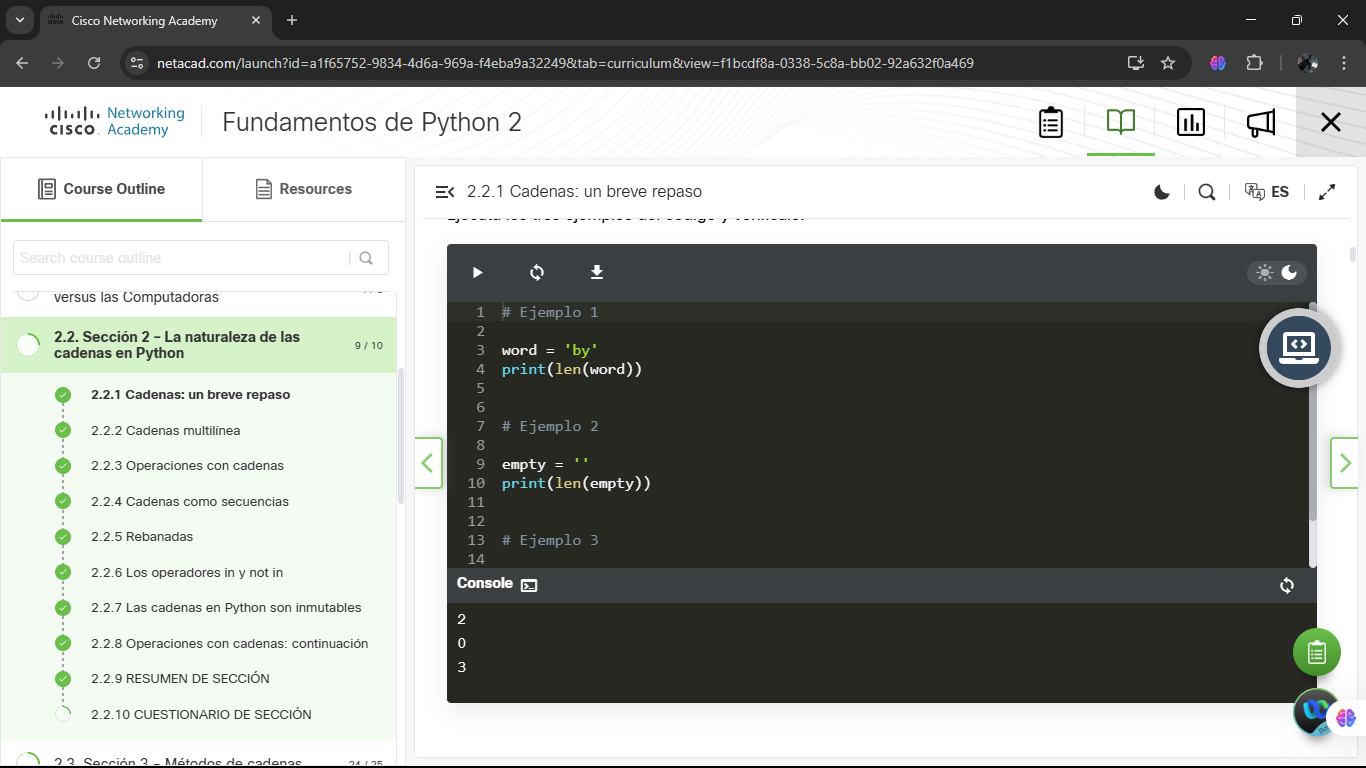 Cisco Networking Academy
netacad.com/launch?id=a1f65752-9834-4d6a-969a-f4eba9a32249&tab=curriculum&view=f1bcdf8a-0338-5c8a-bb02-92a632f0a469
cisco Networking Academy
Fundamentos de Python 2
Course Outline
Resources
Search course outline
versus las Computadoras
2.2. Sección 2 – La naturaleza de las
cadenas en Python
9 / 10
2.2.1 Cadenas: un breve repaso
2.2.2 Cadenas multilínea
2.2.3 Operaciones con cadenas
2.2.4 Cadenas como secuencias
2.2.5 Rebanadas
2.2.6 Los operadores in y not in
2.2.7 Las cadenas en Python son inmutables
2.2.8 Operaciones con cadenas: continuación
2.2.9 RESUMEN DE SECCIÓN
2.2.10 CUESTIONARIO DE SECCIÓN
2.3. Sección 3 – Métodos de cadenas
24 / 25
2.2.1 Cadenas: un breve repaso
ES
1 # Ejemplo 1
2
3 word = 'by'
4 print(len(word))
5
6
7 # Ejemplo 2
8
9 empty = ''
10 print(len(empty))
11
12
13 # Ejemplo 3
14
Console
2
0
3